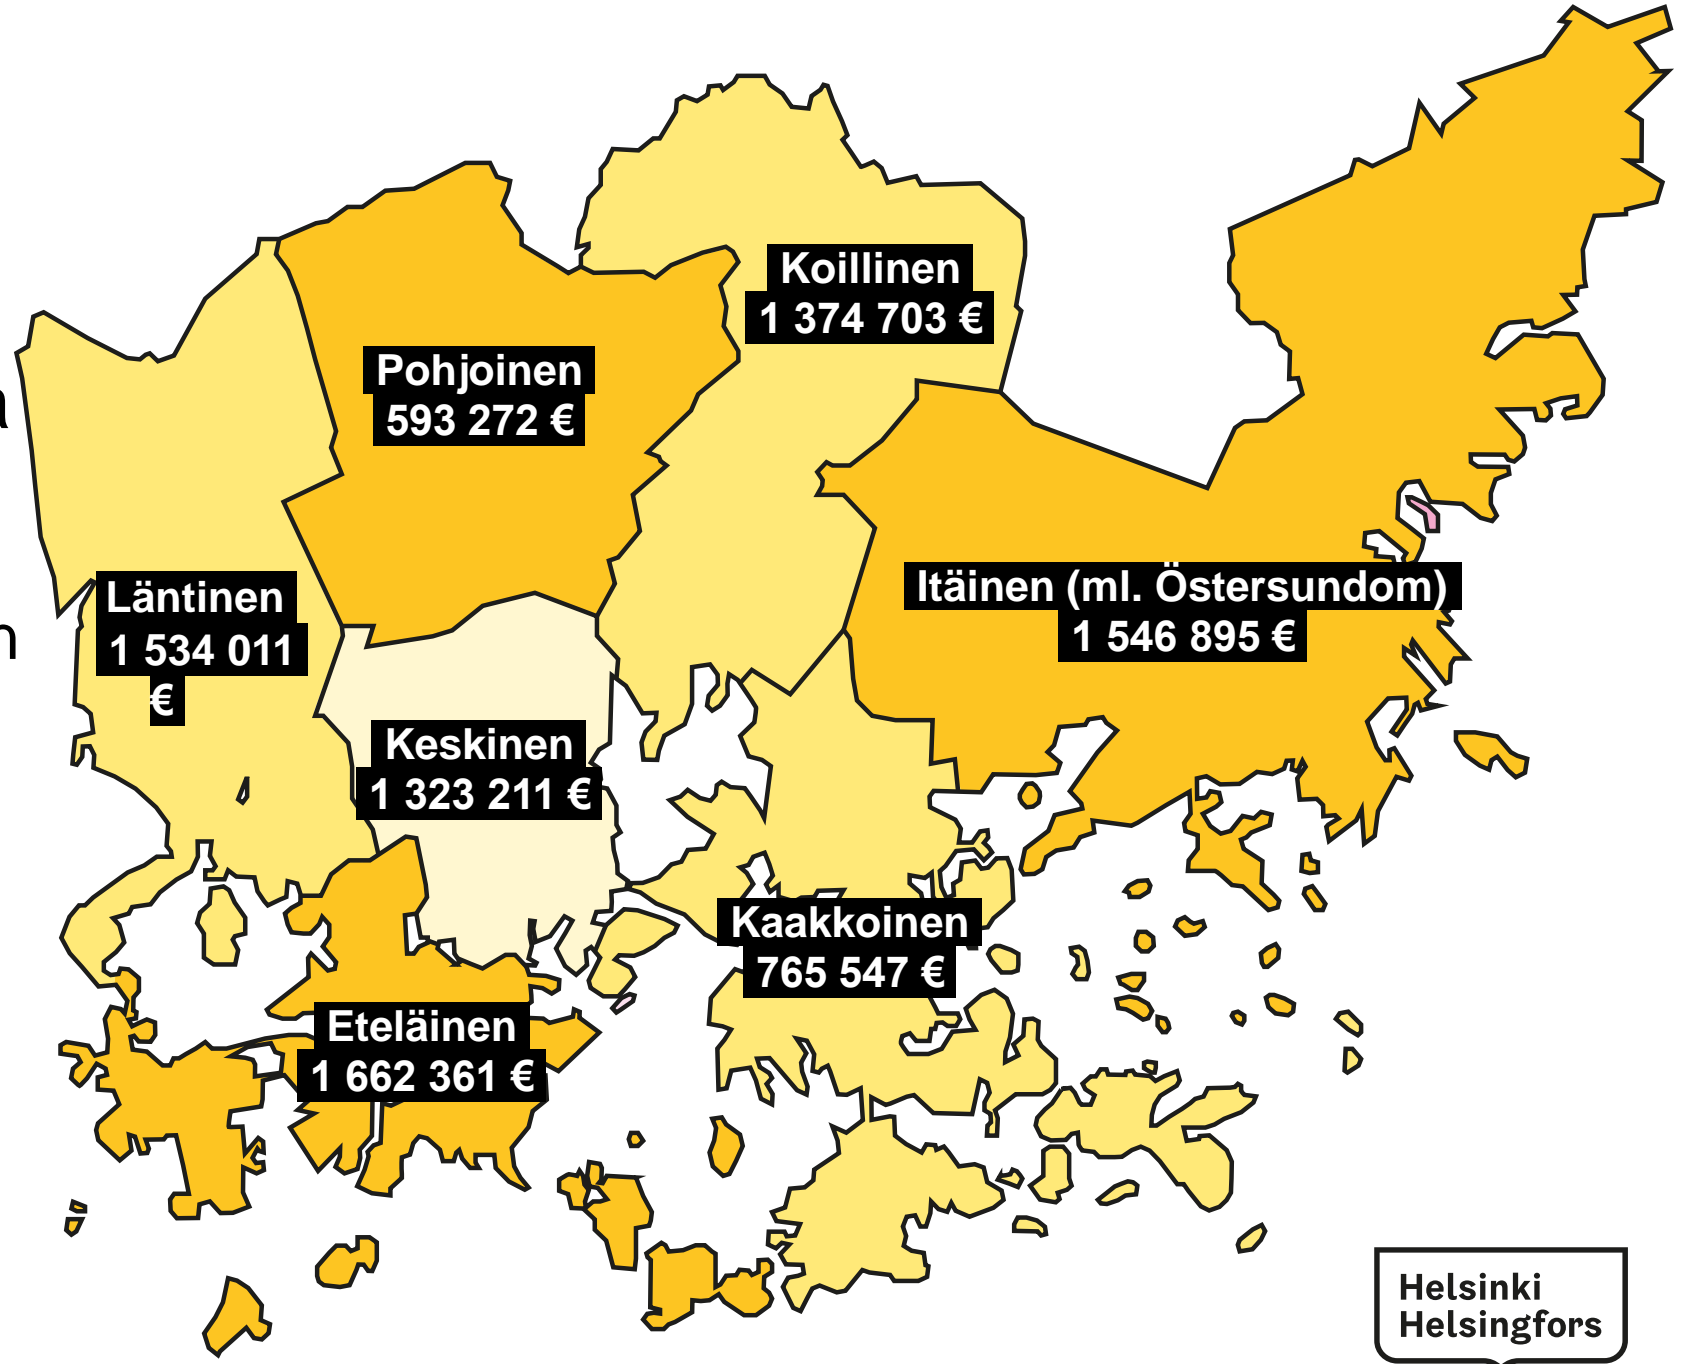 Koillinen
1 374 703 €
Pohjoinen
593 272 €
a
Itäinen (ml. Östersundom)
1 546 895 €
Läntinen
1 534 011
€
n
Keskinen
1 323 211 €
Kaakkoinen
765 547 €
Eteläinen
1 662 361 €
Helsinki
Helsingfors